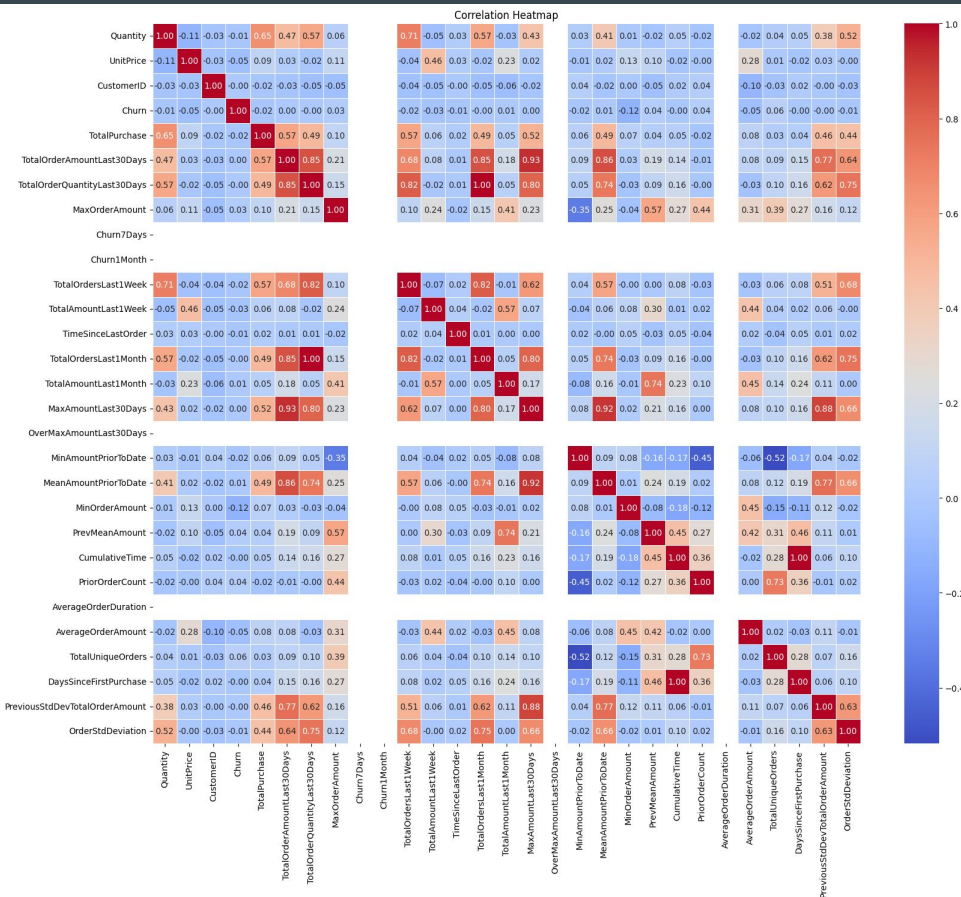 Correlation Heatmap
Quantity 1.00 -0.11 -0.03 -0.01 0.65 0.47 0.57 0.06 0.71 -0.05 0.03 0.57 -0.03 0.43 0.03 0.41 0.01 -0.02 0.05 -0.02 -0.02 0.04 0.05 0.38 0.52
UnitPrice -0.11 1.00 -0.03 -0.05 0.09 0.03 -0.02 0.11 -0.04 0.46 0.03 -0.02 0.23 0.02 -0.01 0.02 0.13 0.10 -0.02 -0.00 0.28 0.01 -0.02 0.03 -0.00
CustomerID -0.03 -0.03 1.00 -0.00 -0.02 -0.03 -0.05 -0.05 -0.04 -0.05 -0.00 -0.05 -0.06 -0.02 0.04 -0.02 0.00 -0.05 0.02 0.04 -0.10 -0.03 0.02 -0.00 -0.03
Churn -0.01 -0.05 -0.00 1.00 -0.02 0.00 -0.00 0.03 -0.02 -0.03 -0.01 -0.00 0.01 0.00 -0.02 -0.01 -0.12 0.04 -0.00 0.04 -0.05 0.06 -0.00 -0.00 -0.01
TotalPurchase 0.65 0.09 -0.02 -0.02 1.00 0.57 0.49 0.10 0.57 0.06 0.02 0.49 0.05 0.52 0.06 0.49 0.07 0.04 0.05 -0.02 0.08 0.03 0.04 0.46 0.44
TotalOrderAmountLast30Days 0.47 0.03 -0.03 0.00 0.57 1.00 0.85 0.21 0.68 0.08 0.01 0.85 0.18 0.93 0.09 0.86 0.03 0.19 0.14 -0.01 0.08 0.09 0.15 0.77 0.64
TotalOrderQuantityLast30Days 0.57 -0.02 -0.05 -0.00 0.49 0.85 1.00 0.15 0.82 -0.02 0.01 1.00 0.05 0.80 0.05 0.74 -0.03 0.09 0.16 -0.00 -0.03 0.10 0.16 0.62 0.75
MaxOrderAmount 0.06 0.11 -0.05 0.03 0.10 0.21 0.15 1.00 0.10 0.24 -0.02 0.15 0.41 0.23 -0.35 0.25 -0.04 0.57 0.27 0.44 0.31 0.39 0.27 0.16 0.12
Churn7Days
Churn1Month
TotalOrdersLast1Week 0.71 -0.04 -0.04 -0.02 0.57 0.68 0.82 0.10 1.00 -0.07 0.02 0.82 -0.01 0.62 0.04 0.57 -0.00 0.00 0.08 -0.03 -0.03 0.06 0.08 0.51 0.68
TotalAmountLast1Week -0.05 0.46 -0.05 -0.03 0.06 0.08 -0.02 0.24 -0.07 1.00 0.04 -0.02 0.57 0.07 -0.04 0.06 0.08 0.30 0.01 0.02 0.44 0.04 0.02 0.06 -0.00
TimeSinceLastOrder 0.03 0.03 -0.00 -0.01 0.02 0.01 0.01 -0.02 0.02 0.04 1.00 0.01 0.00 0.00 0.02 -0.00 0.05 -0.03 0.05 -0.04 0.02 -0.04 0.05 0.01 0.02
TotalOrdersLast1Month 0.57 -0.02 -0.05 -0.00 0.49 0.85 1.00 0.15 0.82 -0.02 0.01 1.00 0.05 0.80 0.05 0.74 -0.03 0.09 0.16 -0.00 -0.03 0.10 0.16 0.62 0.75
TotalAmountLast1Month -0.03 0.23 -0.06 0.01 0.05 0.18 0.05 0.41 -0.01 0.57 0.00 0.05 1.00 0.17 -0.08 0.16 -0.01 0.74 0.23 0.10 0.45 0.14 0.24 0.11 0.00
MaxAmountLast30Days 0.43 0.02 -0.02 0.00 0.52 0.93 0.80 0.23 0.62 0.07 0.00 0.80 0.17 1.00 0.08 0.92 0.02 0.21 0.16 0.00 0.08 0.10 0.16 0.88 0.66
OverMaxAmountLast30Days
MinAmountPriorToDate 0.03 -0.01 0.04 -0.02 0.06 0.09 0.05 -0.35 0.04 -0.04 0.02 0.05 -0.08 0.08 1.00 0.09 0.08 -0.16 -0.17 -0.45 -0.06 -0.52 -0.17 0.04 -0.02
MeanAmountPriorToDate 0.41 0.02 -0.02 -0.01 0.49 0.86 0.74 0.25 0.57 0.06 -0.00 0.74 0.16 0.92 0.09 1.00 0.01 0.24 0.19 0.02 0.08 0.12 0.19 0.77 0.66
MinOrderAmount 0.01 0.13 0.00 -0.12 0.07 0.03 -0.03 -0.04 -0.00 0.08 0.05 -0.03 -0.01 0.02 0.08 0.01 1.00 -0.08 -0.18 -0.12 0.45 -0.15 -0.11 0.12 -0.02
PrevMeanAmount -0.02 0.10 -0.05 0.04 0.04 0.19 0.09 0.57 0.00 0.30 -0.03 0.09 0.74 0.21 -0.16 0.24 -0.08 1.00 0.45 0.27 0.42 0.31 0.46 0.11 0.01
CumulativeTime 0.05 -0.02 0.02 -0.00 0.05 0.14 0.16 0.27 0.08 0.01 0.05 0.16 0.23 0.16 -0.17 0.19 -0.18 0.45 1.00 0.36 -0.02 0.28 1.00 0.06 0.10
PriorOrderCount -0.02 -0.00 0.04 0.04 -0.02 -0.01 -0.00 0.44 -0.03 0.02 -0.04 -0.00 0.10 0.00 -0.45 0.02 -0.12 0.27 0.36 1.00 0.00 0.73 0.36 -0.01 0.02
AverageOrderDuration
AverageOrderAmount -0.02 0.28 -0.10 -0.05 0.08 0.08 -0.03 0.31 -0.03 0.44 0.02 -0.03 0.45 0.08 -0.06 0.08 0.45 0.42 -0.02 0.00 1.00 0.02 -0.03 0.11 -0.01
TotalUniqueOrders 0.04 0.01 -0.03 0.06 0.03 0.09 0.10 0.39 0.06 0.04 -0.04 0.10 0.14 0.10 -0.52 0.12 -0.15 0.31 0.28 0.73 0.02 1.00 0.28 0.07 0.16
DaysSinceFirstPurchase 0.05 -0.02 0.02 -0.00 0.04 0.15 0.16 0.27 0.08 0.02 0.05 0.16 0.24 0.16 -0.17 0.19 -0.11 0.46 1.00 0.36 -0.03 0.28 1.00 0.06 0.10
PreviousStdDevTotalOrderAmount 0.38 0.03 -0.00 -0.00 0.46 0.77 0.62 0.16 0.51 0.06 0.01 0.62 0.11 0.88 0.04 0.77 0.12 0.11 0.06 -0.01 0.11 0.07 0.06 1.00 0.63
OrderStdDeviation 0.52 -0.00 -0.03 -0.01 0.44 0.64 0.75 0.12 0.68 -0.00 0.02 0.75 0.00 0.66 -0.02 0.66 -0.02 0.01 0.10 0.02 -0.01 0.16 0.10 0.63 1.00
Quantity
UnitPrice
CustomerID
Churn
TotalPurchase
TotalOrderAmountLast30Days
TotalOrderQuantityLast30Days
MaxOrderAmount
Churn7Days
Churn1Month
TotalOrdersLast1Week
TotalAmountLast1Week
TimeSinceLastOrder
TotalOrdersLast1Month
TotalAmountLast1Month
MaxAmountLast30Days
OverMaxAmountLast30Days
MinAmountPriorToDate
MeanAmountPriorToDate
MinOrderAmount
PrevMeanAmount
CumulativeTime
PriorOrderCount
AverageOrderDuration
AverageOrderAmount
TotalUniqueOrders
DaysSinceFirstPurchase
PreviousStdDevTotalOrderAmount
OrderStdDeviation
1.0
0.8
0.6
0.4
0.2
0.0